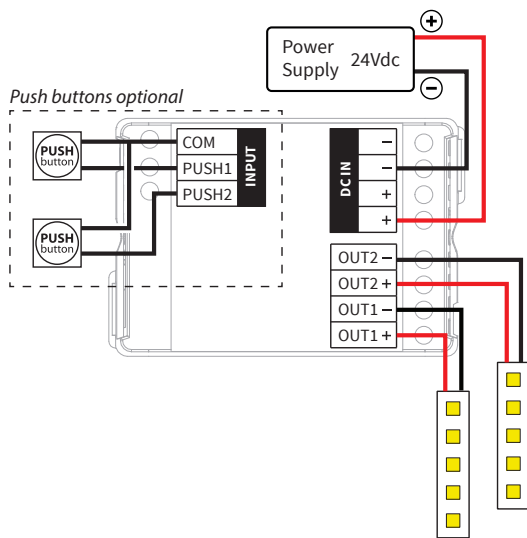 Power
Supply 24Vdc
+
−
Push buttons optional
PUSH
button
PUSH
button
COM
PUSH1
PUSH2
INPUT
DC IN
−
−
+
+
OUT2 −
OUT2 +
OUT1 −
OUT1 +